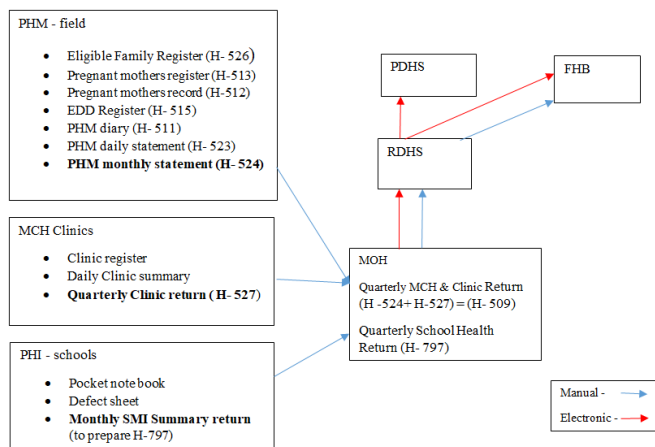 PHM - field
• Eligible Family Register (H- 526)
• Pregnant mothers register (H-513)
• Pregnant mothers record (H-512)
• EDD Register (H- 515)
• PHM diary (H- 511)
• PHM daily statement (H- 523)
• PHM monthly statement (H- 524)
MCH Clinics
• Clinic register
• Daily Clinic summary
• Quarterly Clinic return ( H- 527)
PHI - schools
• Pocket note book
• Defect sheet
• Monthly SMI Summary return
(to prepare H-797)
PDHS
FHB
RDHS
MOH
Quarterly MCH & Clinic Return
(H -524+ H-527) = (H- 509)
Quarterly School Health
Return (H- 797)
Manual -
Electronic -